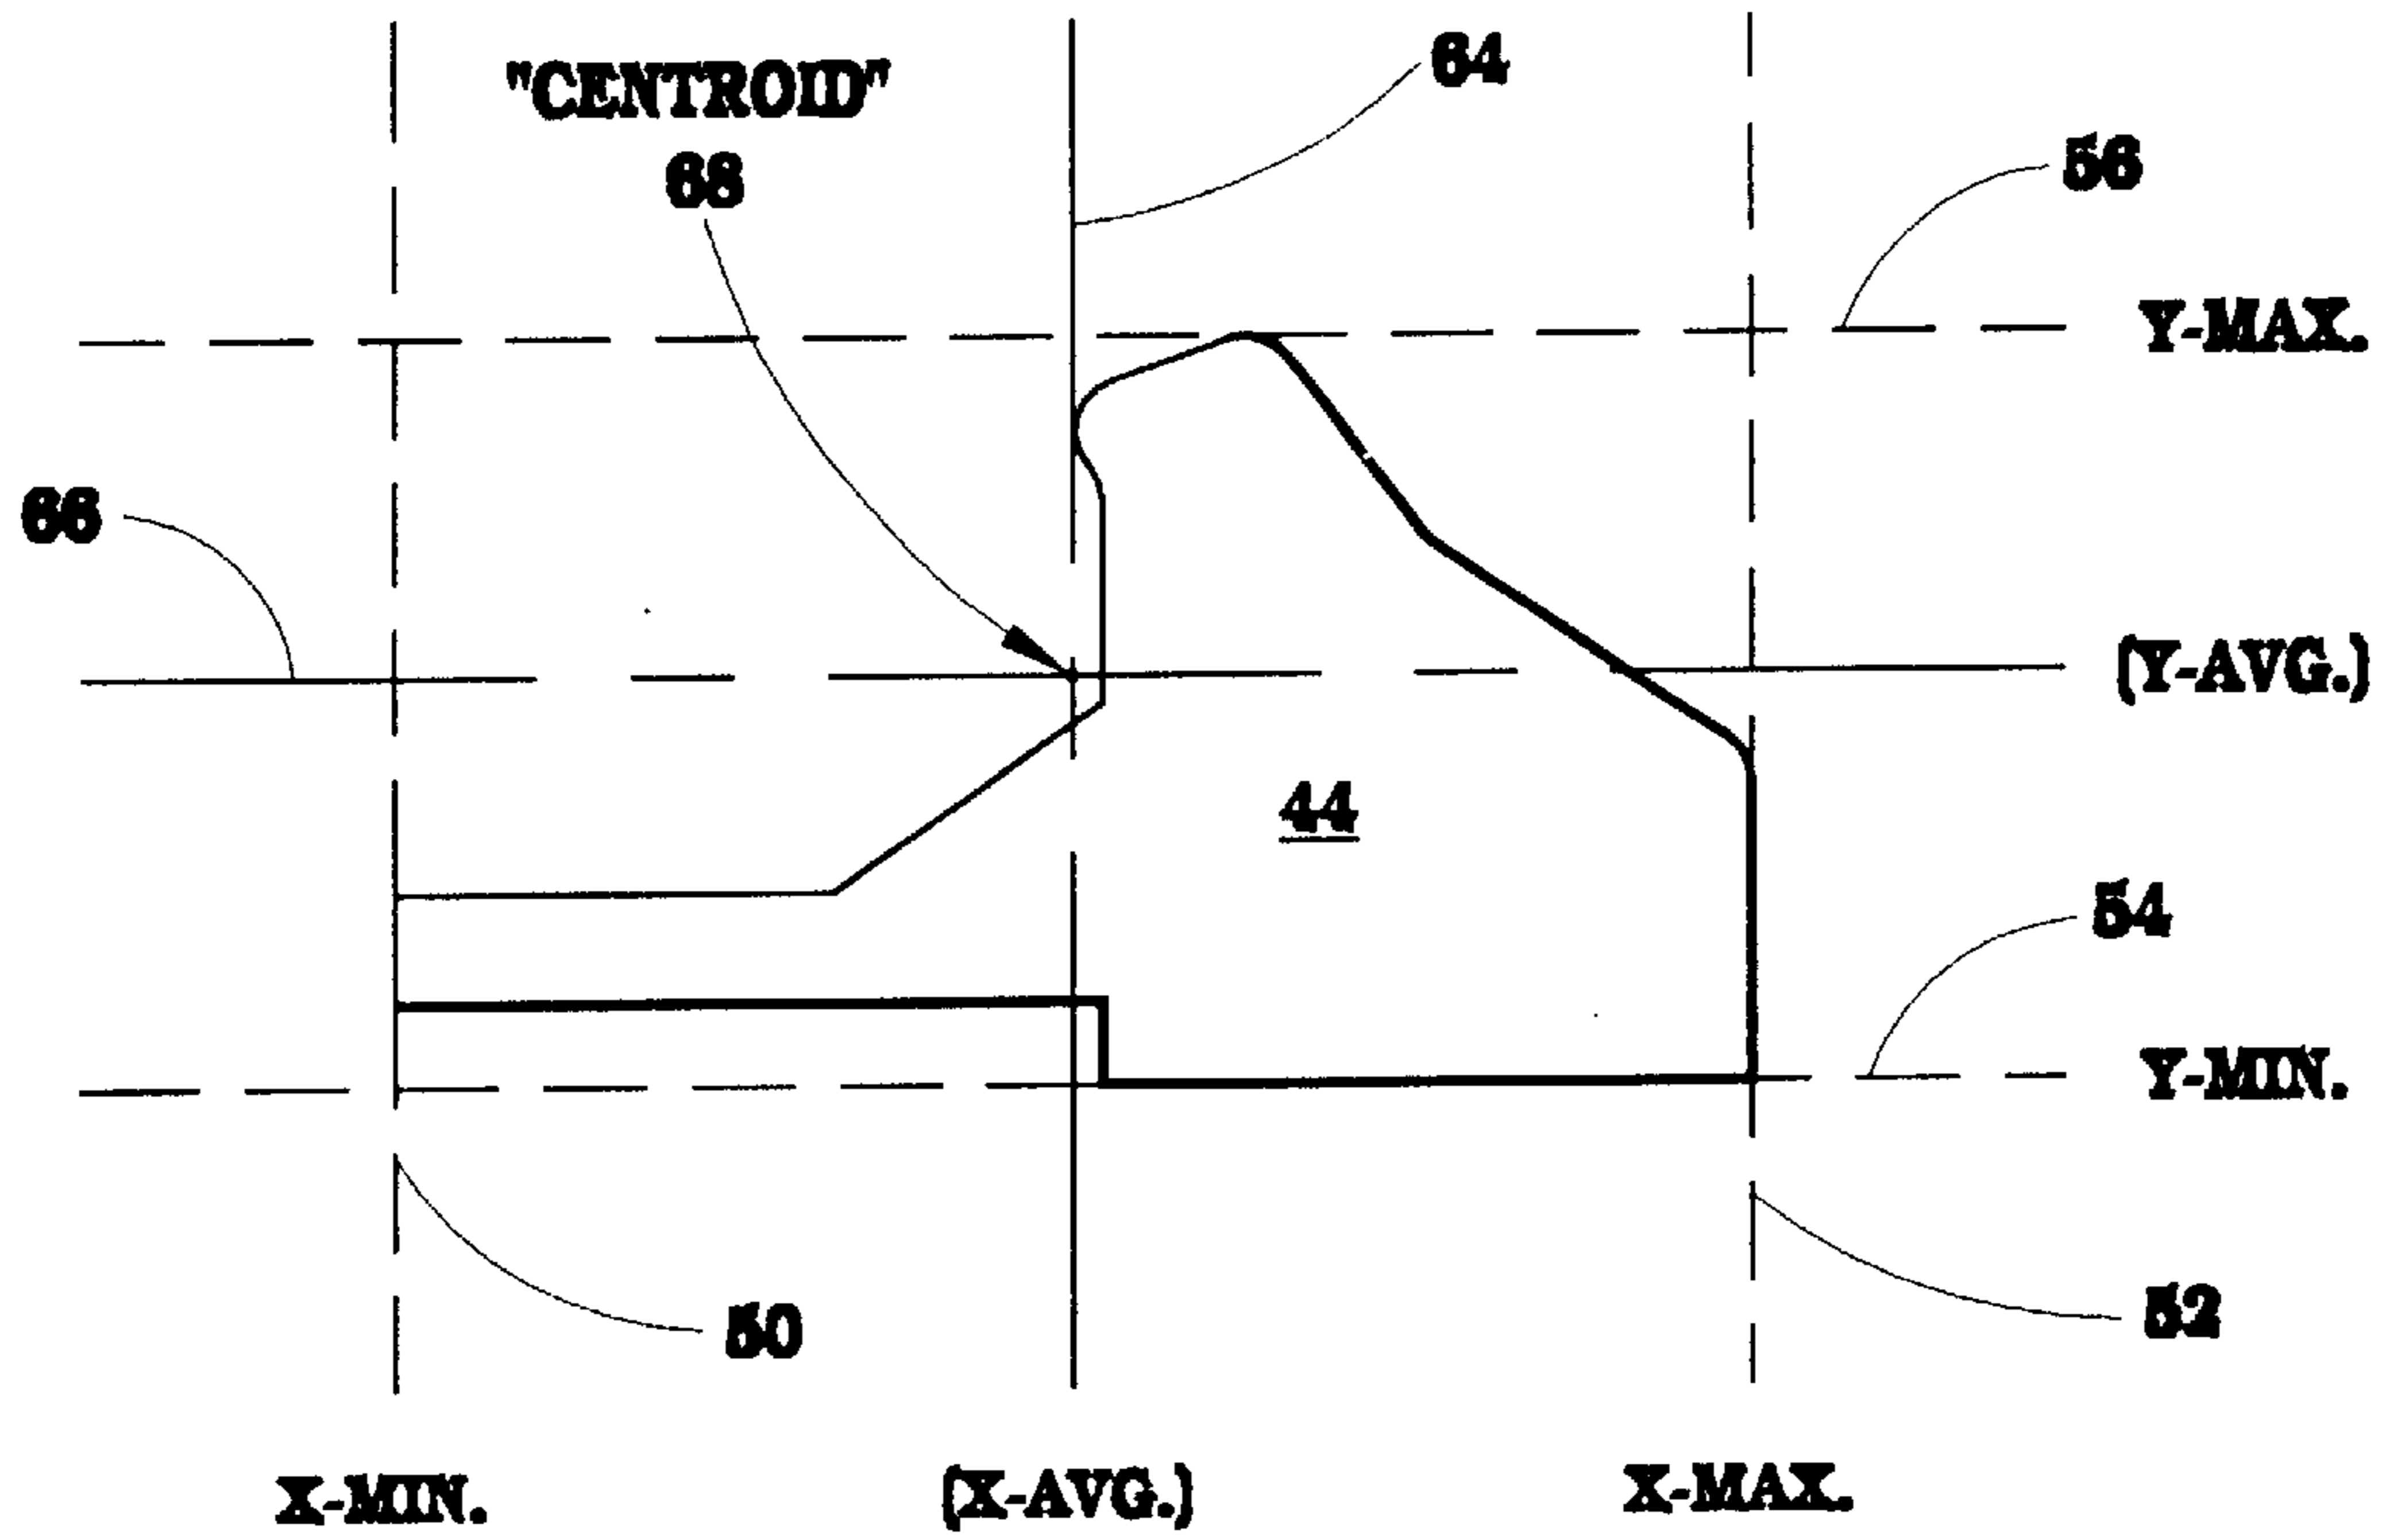 "CENTROID"
64
68
56
Y-MAX.
66
(Y-AVG.)
44
54
Y-MIN.
50
52
X-MIN.
(X-AVG.)
X-MAX.